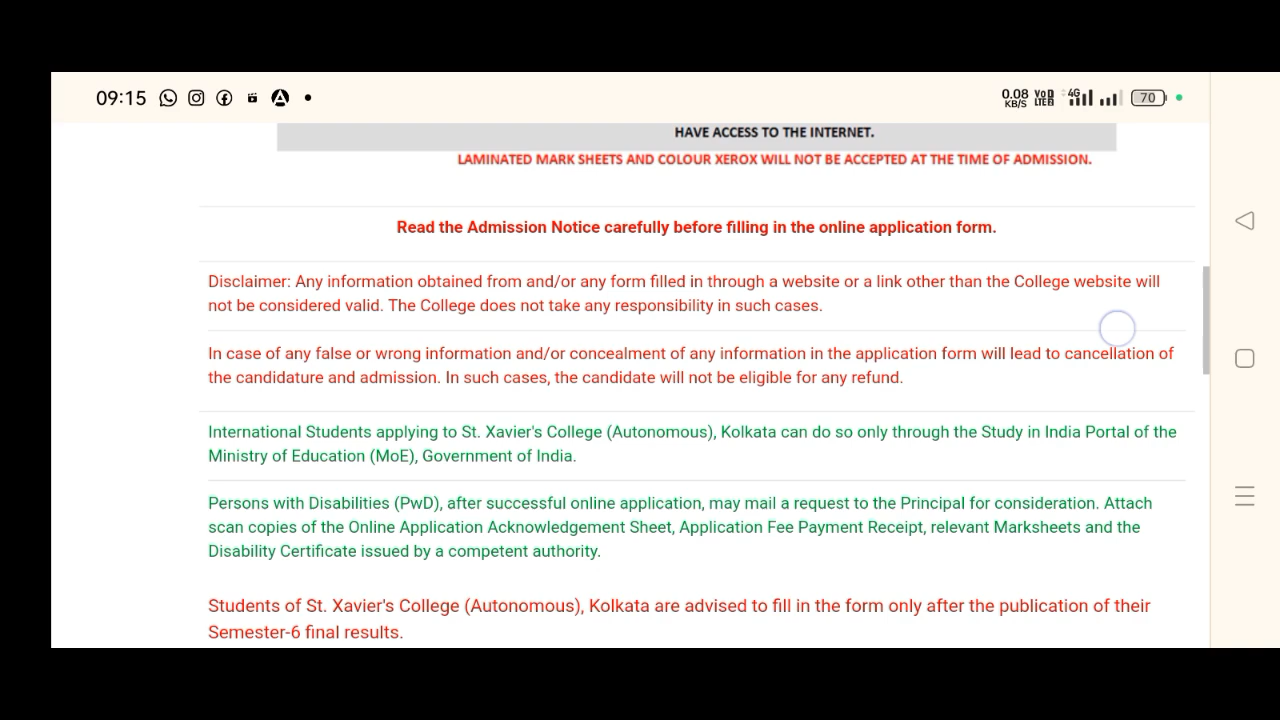 09:15
0.08 KB/S VoD LTE2 4G 70
HAVE ACCESS TO THE INTERNET.
LAMINATED MARK SHEETS AND COLOUR XEROX WILL NOT BE ACCEPTED AT THE TIME OF ADMISSION.
Read the Admission Notice carefully before filling in the online application form.
Disclaimer: Any information obtained from and/or any form filled in through a website or a link other than the College website will
not be considered valid. The College does not take any responsibility in such cases.
In case of any false or wrong information and/or concealment of any information in the application form will lead to cancellation of
the candidature and admission. In such cases, the candidate will not be eligible for any refund.
International Students applying to St. Xavier's College (Autonomous), Kolkata can do so only through the Study in India Portal of the
Ministry of Education (MoE), Government of India.
Persons with Disabilities (PwD), after successful online application, may mail a request to the Principal for consideration. Attach
scan copies of the Online Application Acknowledgement Sheet, Application Fee Payment Receipt, relevant Marksheets and the
Disability Certificate issued by a competent authority.
Students of St. Xavier's College (Autonomous), Kolkata are advised to fill in the form only after the publication of their
Semester-6 final results.